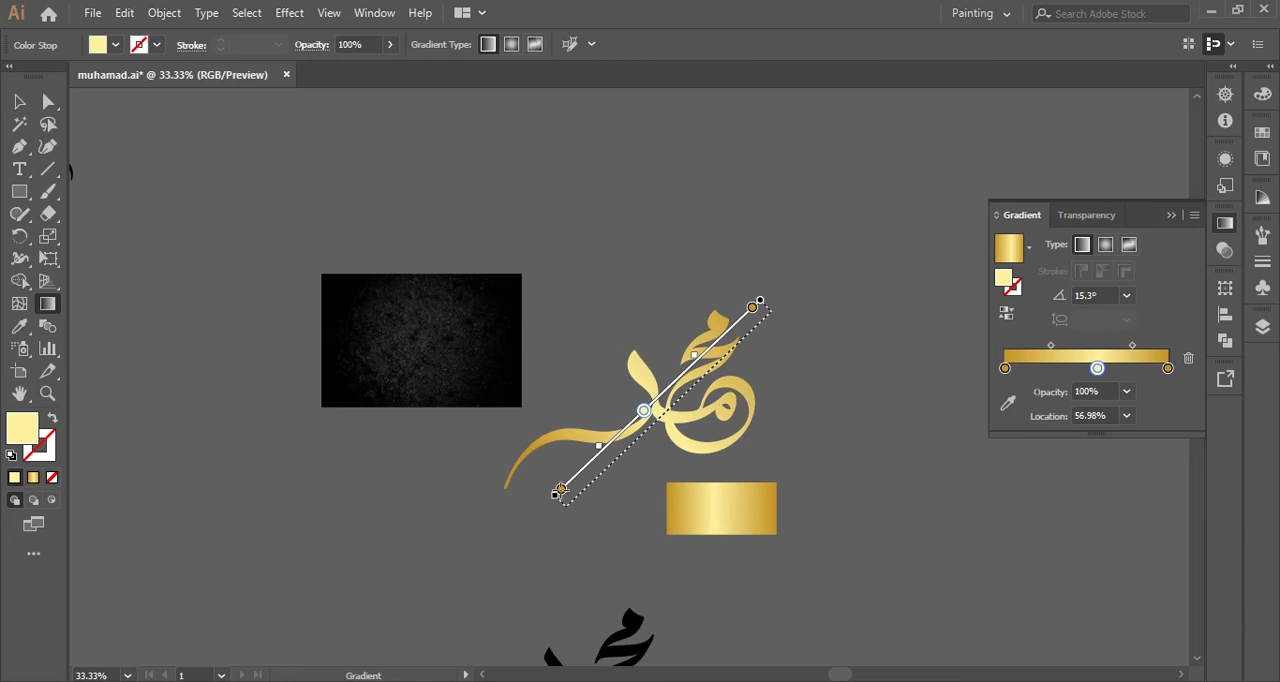 Ai File Edit Object Type Select Effect View Window Help Painting Search Adobe Stock
Color Stop Stroke: Opacity: 100% Gradient Type:
muhamad.ai* @ 33.33% (RGB/Preview)
Gradient Transparency
Type:
Stroke:
15.3°
Opacity: 100%
Location: 56.98%
محمد
33.33% 1 Gradient